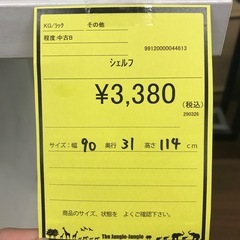 KG/ラック その他
程度:中古B
99120000044613
シェルフ
¥3,380
(税込)
290326
サイズ:幅 90 奥行 31 高さ 114 cm
商品のサイズ、状態を よくご確認下さい。
The Jungle-Jungle